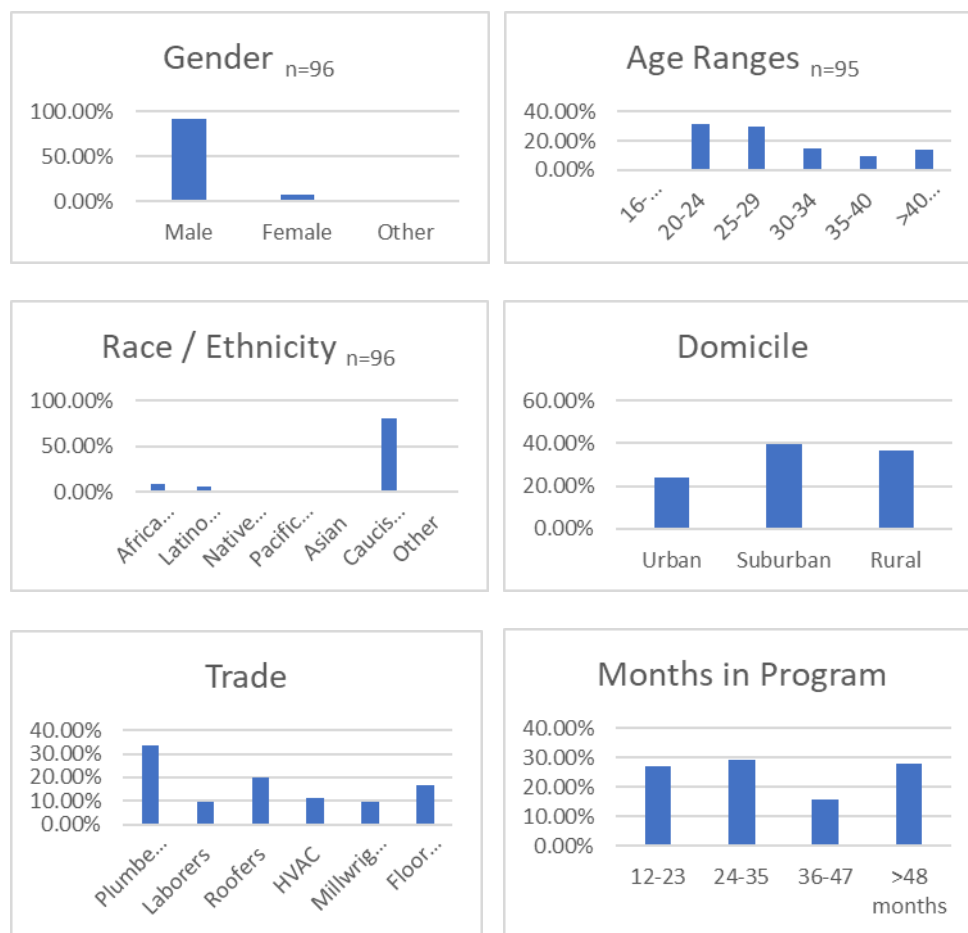 Gender n=96
100.00%
50.00%
0.00%
Male Female Other
Age Ranges n=95
40.00%
20.00%
0.00%
16-...
20-24
25-29
30-34
35-40
>40...
Race / Ethnicity n=96
100.00%
50.00%
0.00%
Africa...
Latino...
Native...
Pacific...
Asian
Caucis...
Other
Domicile
60.00%
40.00%
20.00%
0.00%
Urban Suburban Rural
Trade
40.00%
30.00%
20.00%
10.00%
0.00%
Plumbe...
Laborers
Roofers
HVAC
Millwrig...
Floor...
Months in Program
40.00%
30.00%
20.00%
10.00%
0.00%
12-23 24-35 36-47 >48
months